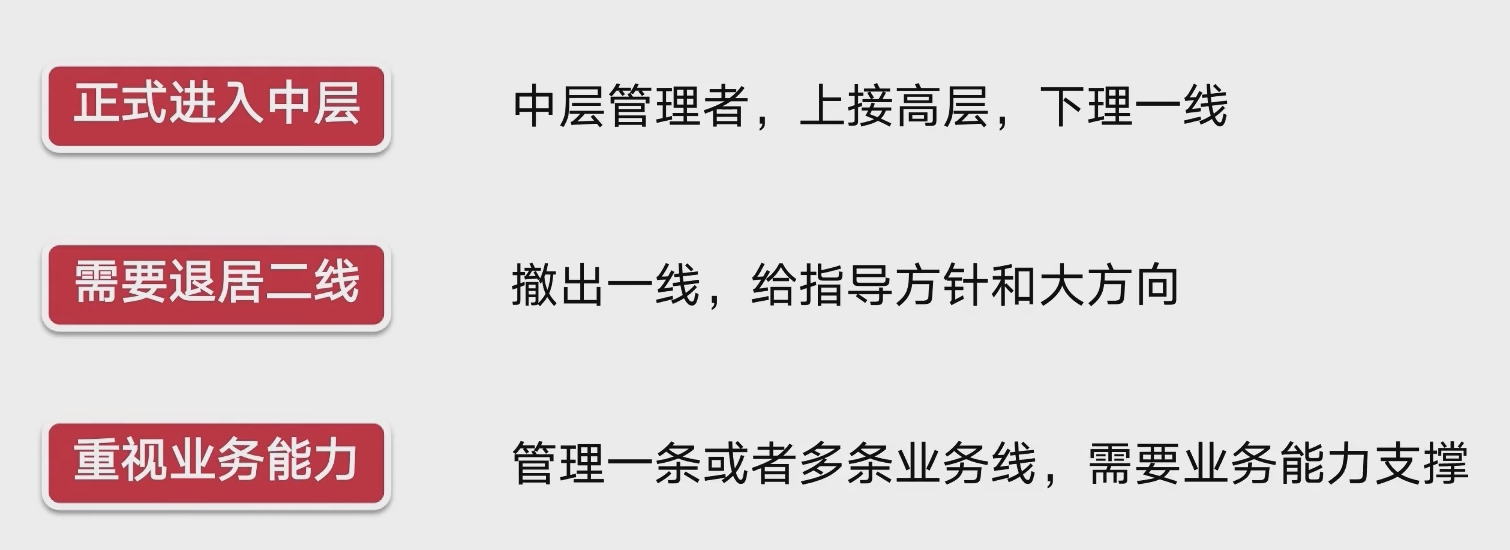 正式进入中层
中层管理者，上接高层，下理一线
需要退居二线
撤出一线，给指导方针和大方向
重视业务能力
管理一条或者多条业务线，需要业务能力支撑